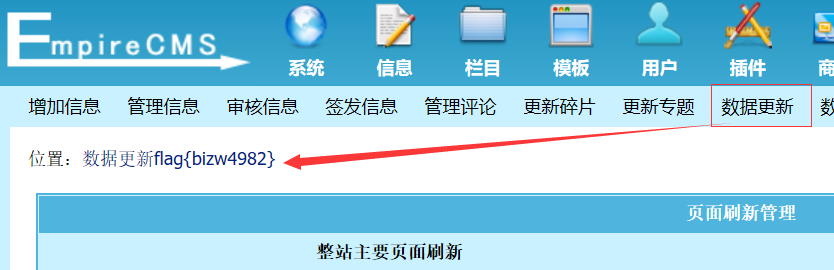 EmpireCMS
系统 信息 栏目 模板 用户 插件 商
增加信息 管理信息 审核信息 签发信息 管理评论 更新碎片 更新专题 数据更新 数
位置：数据更新flag{bizw4982}
页面刷新管理
整站主要页面刷新